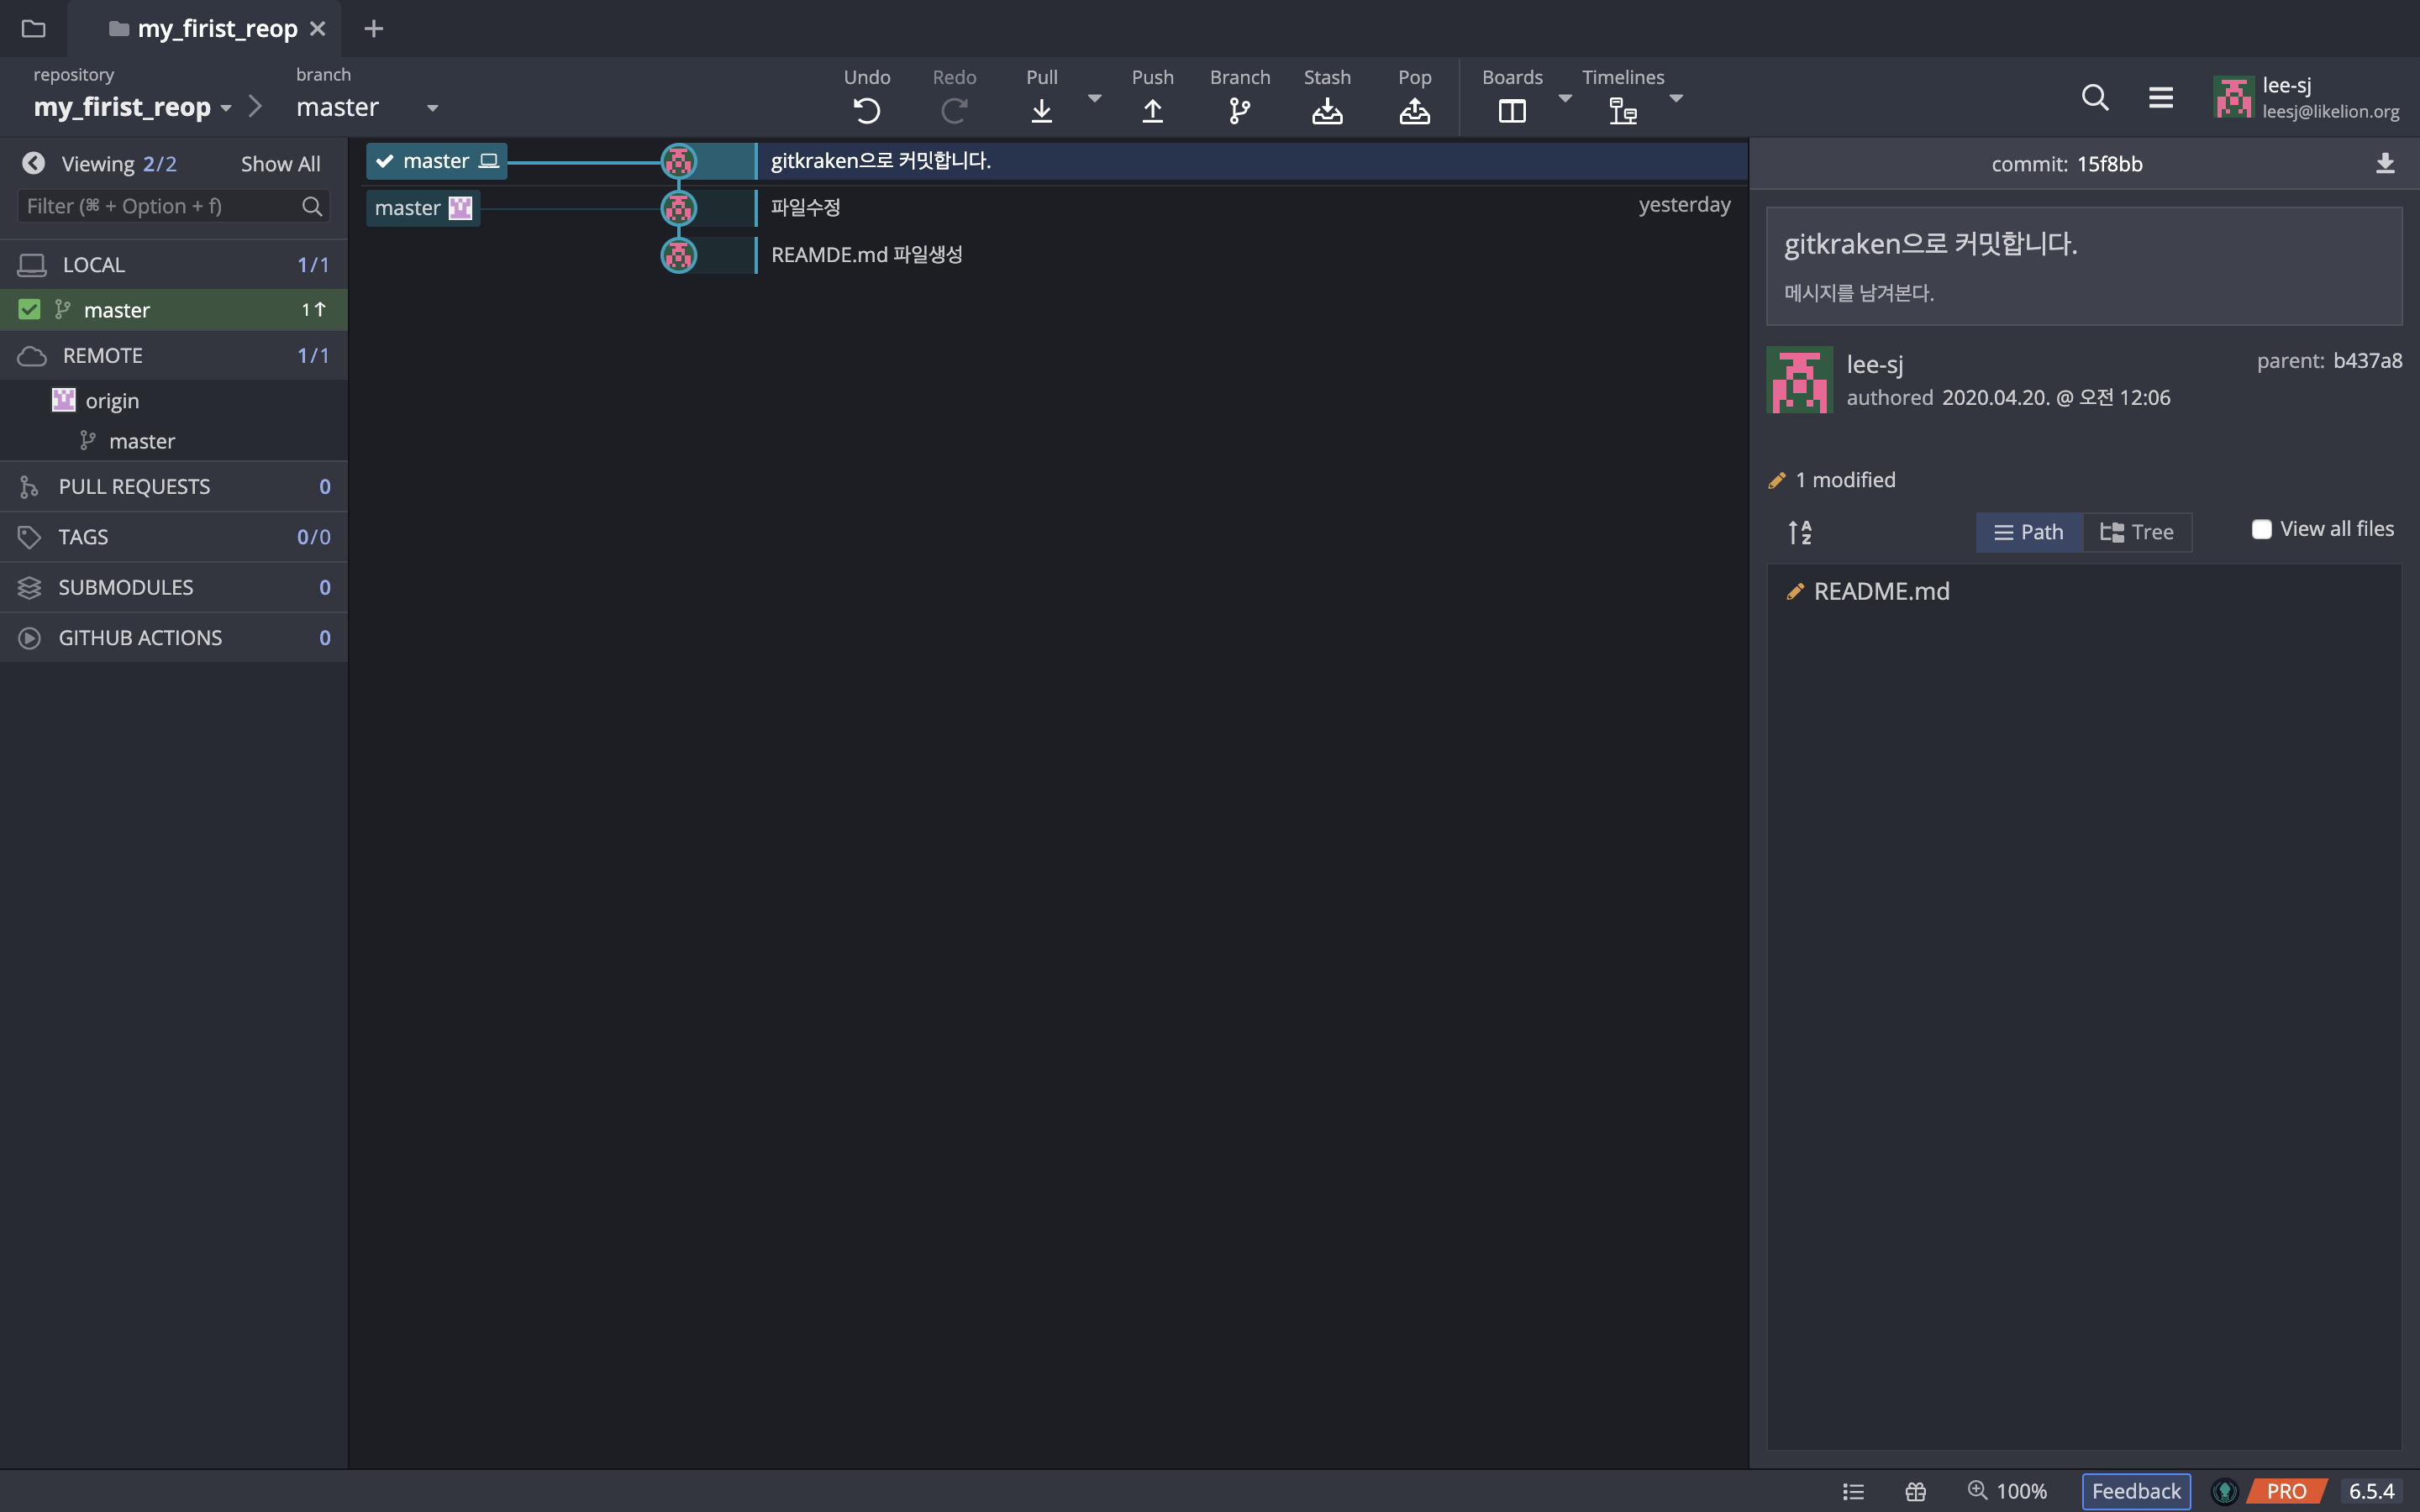 my_firist_reop
repository
my_firist_reop
branch
master
Undo
Redo
Pull
Push
Branch
Stash
Pop
Boards
Timelines
lee-sj
leesj@likelion.org
Viewing 2/2
Show All
Filter (⌘ + Option + f)
LOCAL 1/1
master 1↑
REMOTE 1/1
origin
master
PULL REQUESTS 0
TAGS 0/0
SUBMODULES 0
GITHUB ACTIONS 0
master
gitkraken으로 커밋합니다.
master
파일수정
yesterday
REAMDE.md 파일생성
commit: 15f8bb
gitkraken으로 커밋합니다.
메시지를 남겨본다.
lee-sj
parent: b437a8
authored 2020.04.20. @ 오전 12:06
1 modified
A
Z
Path
Tree
View all files
README.md
100%
Feedback
PRO
6.5.4